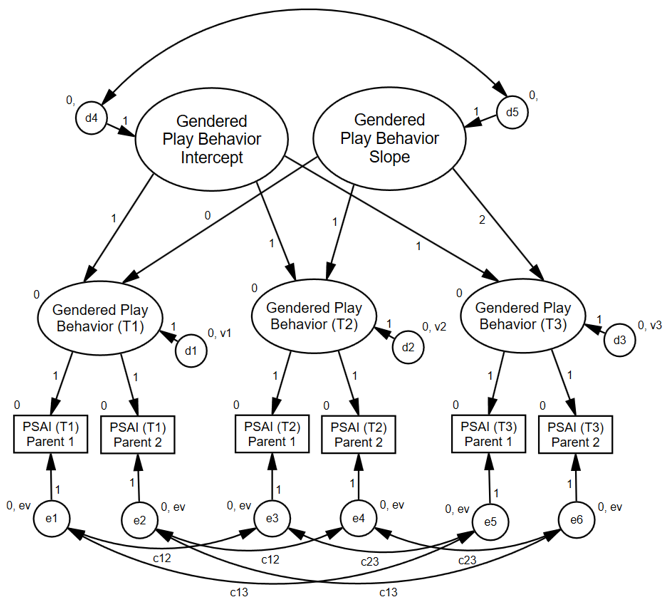 0,
d4
1
Gendered
Play Behavior
Intercept
Gendered
Play Behavior
Slope
1
d5
0,
1
0
1
1
1
2
0
Gendered Play
Behavior (T1)
1
0, v1
d1
0
Gendered Play
Behavior (T2)
1
0, v2
d2
0
Gendered Play
Behavior (T3)
1
0, v3
d3
1
1
1
1
1
1
0
PSAI (T1)
Parent 1
0
PSAI (T1)
Parent 2
0
PSAI (T2)
Parent 1
0
PSAI (T2)
Parent 2
0
PSAI (T3)
Parent 1
0
PSAI (T3)
Parent 2
1
1
1
1
1
1
0, ev
e1
0, ev
e2
0, ev
e3
0, ev
e4
0, ev
e5
0, ev
e6
c12
c12
c23
c23
c13
c13